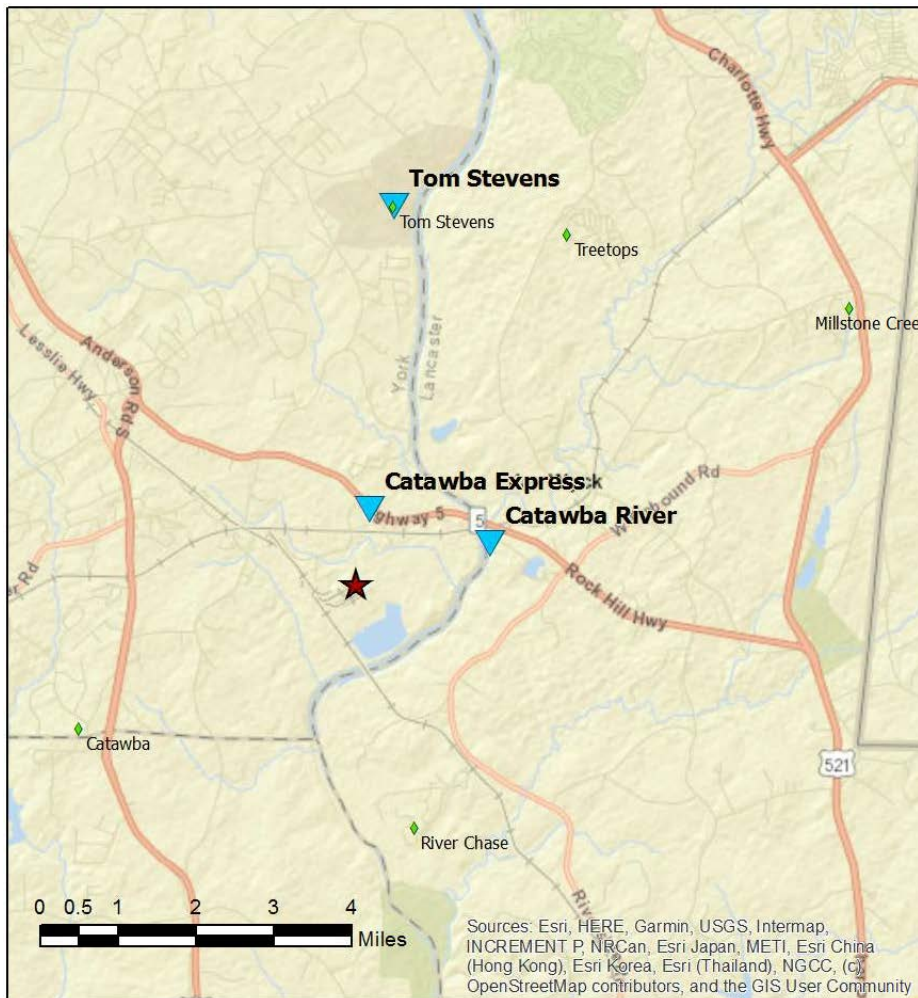 Charlotte Hwy
Tom Stevens
Tom Stevens
Treetops
Millstone Cree
Lesslie Hwy
Anderson Rd S
York
Lancaster
Catawba Express
Highway 5
5
Catawba River
Rock Hill Hwy
er Rd
Catawba
521
River Chase
0 0.5 1 2 3 4
Miles
Sources: Esri, HERE, Garmin, USGS, Intermap,
INCREMENT P, NRCan, Esri Japan, METI, Esri China
(Hong Kong), Esri Korea, Esri (Thailand), NGCC, (c)
OpenStreetMap contributors, and the GIS User Community